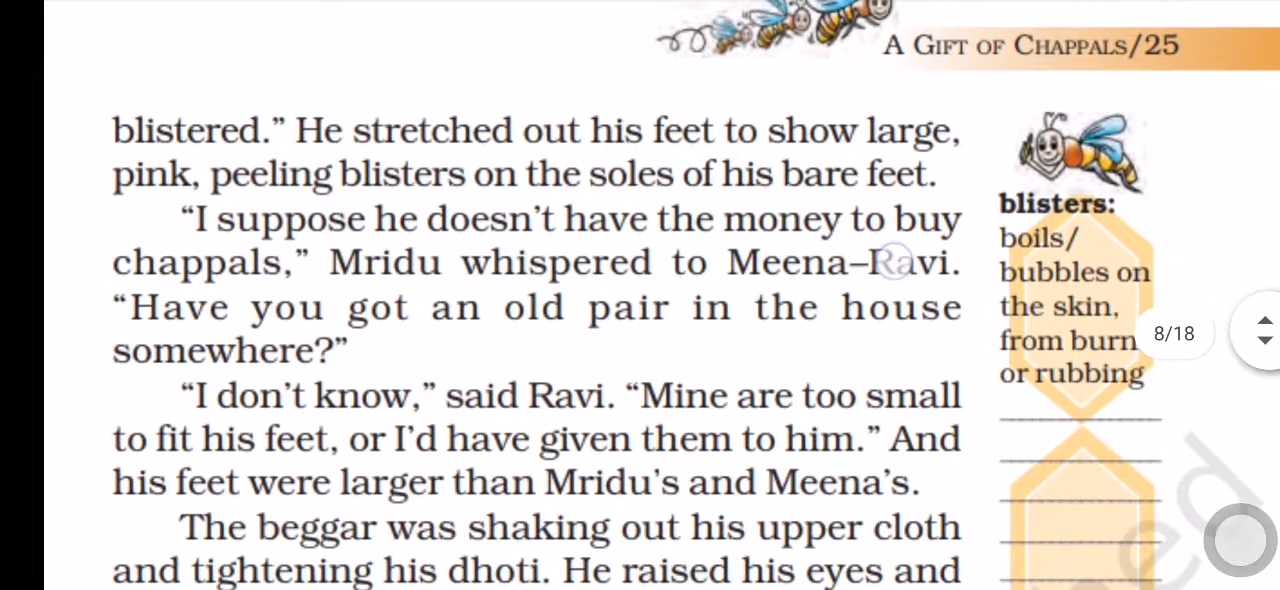 A GIFT OF CHAPPALS/25
blistered.” He stretched out his feet to show large,
pink, peeling blisters on the soles of his bare feet.
“I suppose he doesn’t have the money to buy
chappals,” Mridu whispered to Meena–Ravi.
“Have you got an old pair in the house
somewhere?”
“I don’t know,” said Ravi. “Mine are too small
to fit his feet, or I’d have given them to him.” And
his feet were larger than Mridu’s and Meena’s.
The beggar was shaking out his upper cloth
and tightening his dhoti. He raised his eyes and
blisters:
boils/
bubbles on
the skin,
from burn
or rubbing
8/18